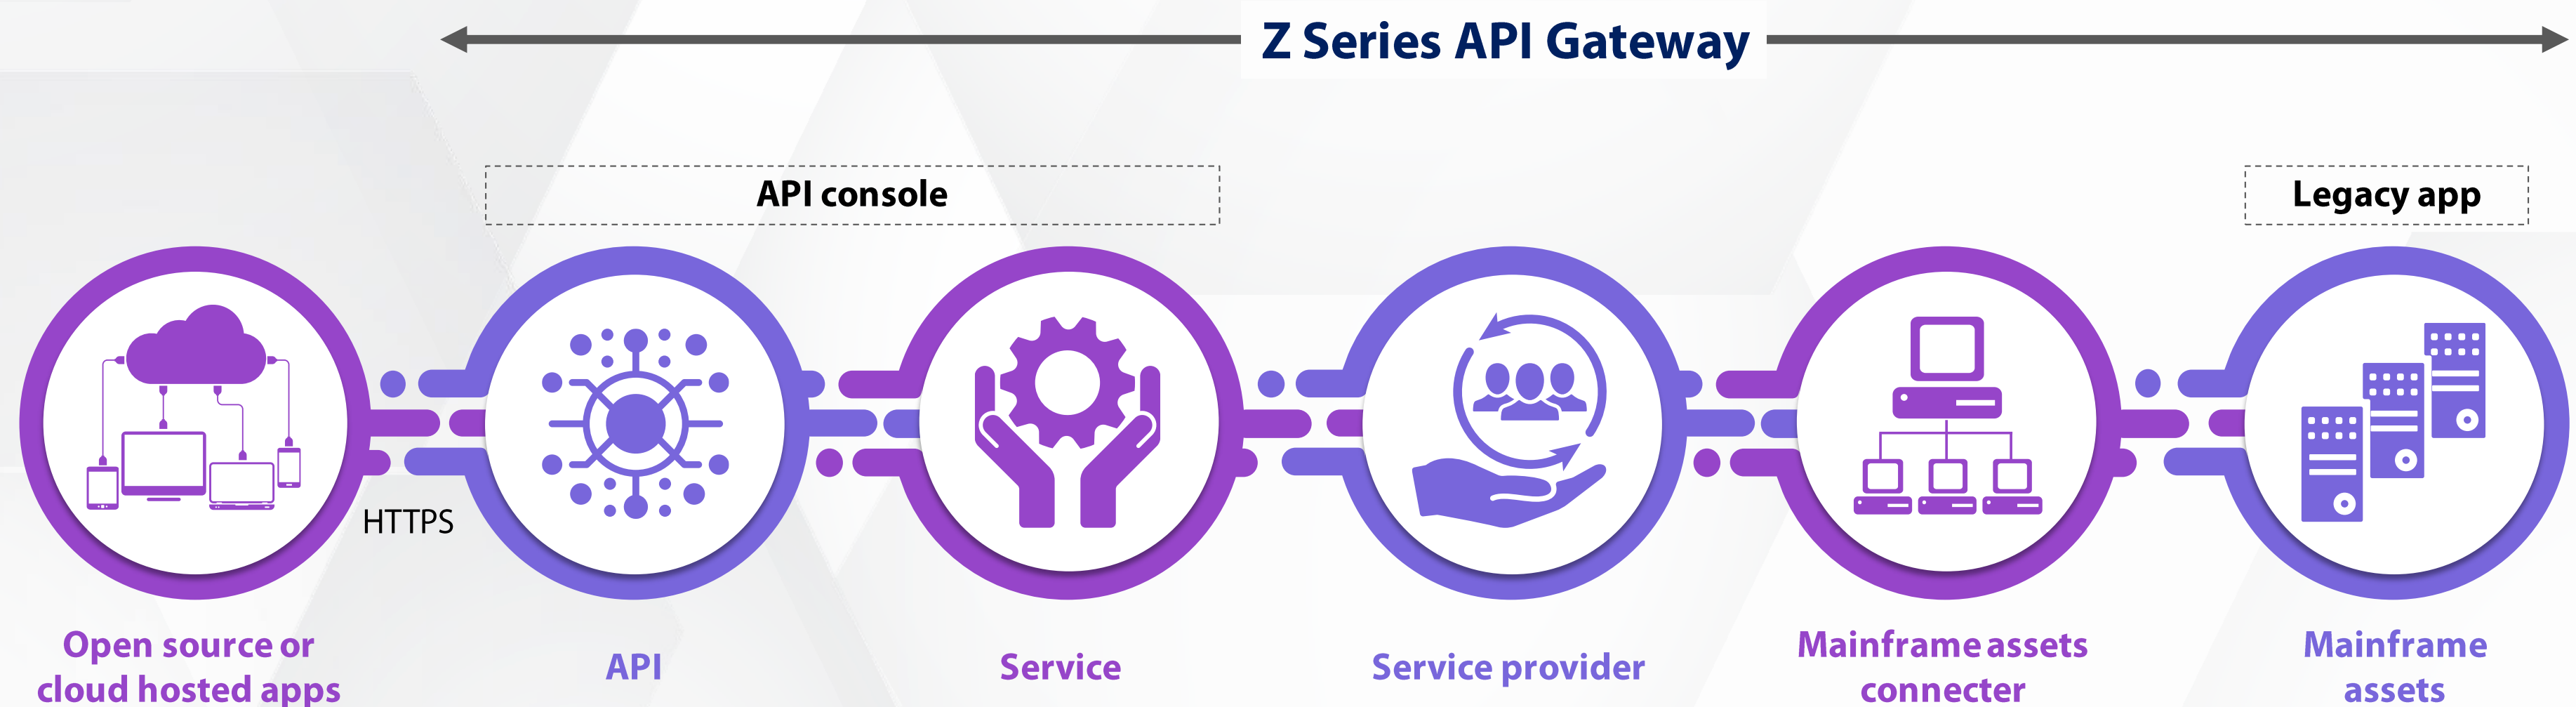 Z Series API Gateway
API console
Legacy app
HTTPS
Open source or
cloud hosted apps
API
Service
Service provider
Mainframe assets
connecter
Mainframe
assets